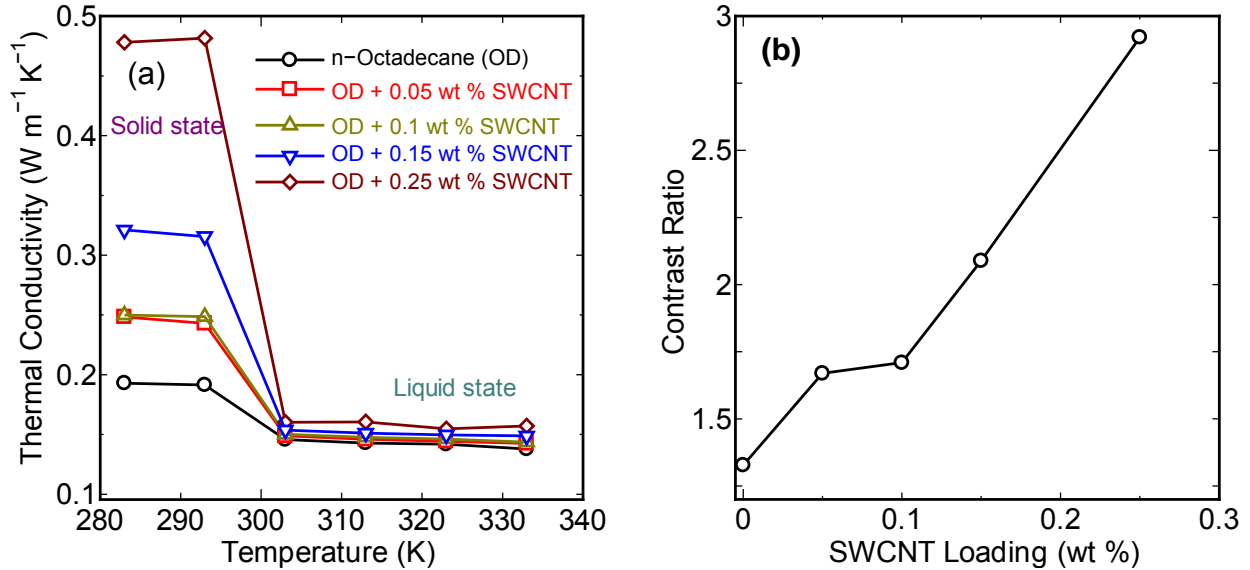 0.5
0.4
0.3
0.2
0.1
280
290
300
310
320
330
340
Thermal Conductivity (W m⁻¹ K⁻¹)
Temperature (K)
(a)
n−Octadecane (OD)
OD + 0.05 wt % SWCNT
OD + 0.1 wt % SWCNT
OD + 0.15 wt % SWCNT
OD + 0.25 wt % SWCNT
Solid state
Liquid state
3
2.5
2
1.5
0
0.1
0.2
0.3
Contrast Ratio
SWCNT Loading (wt %)
(b)